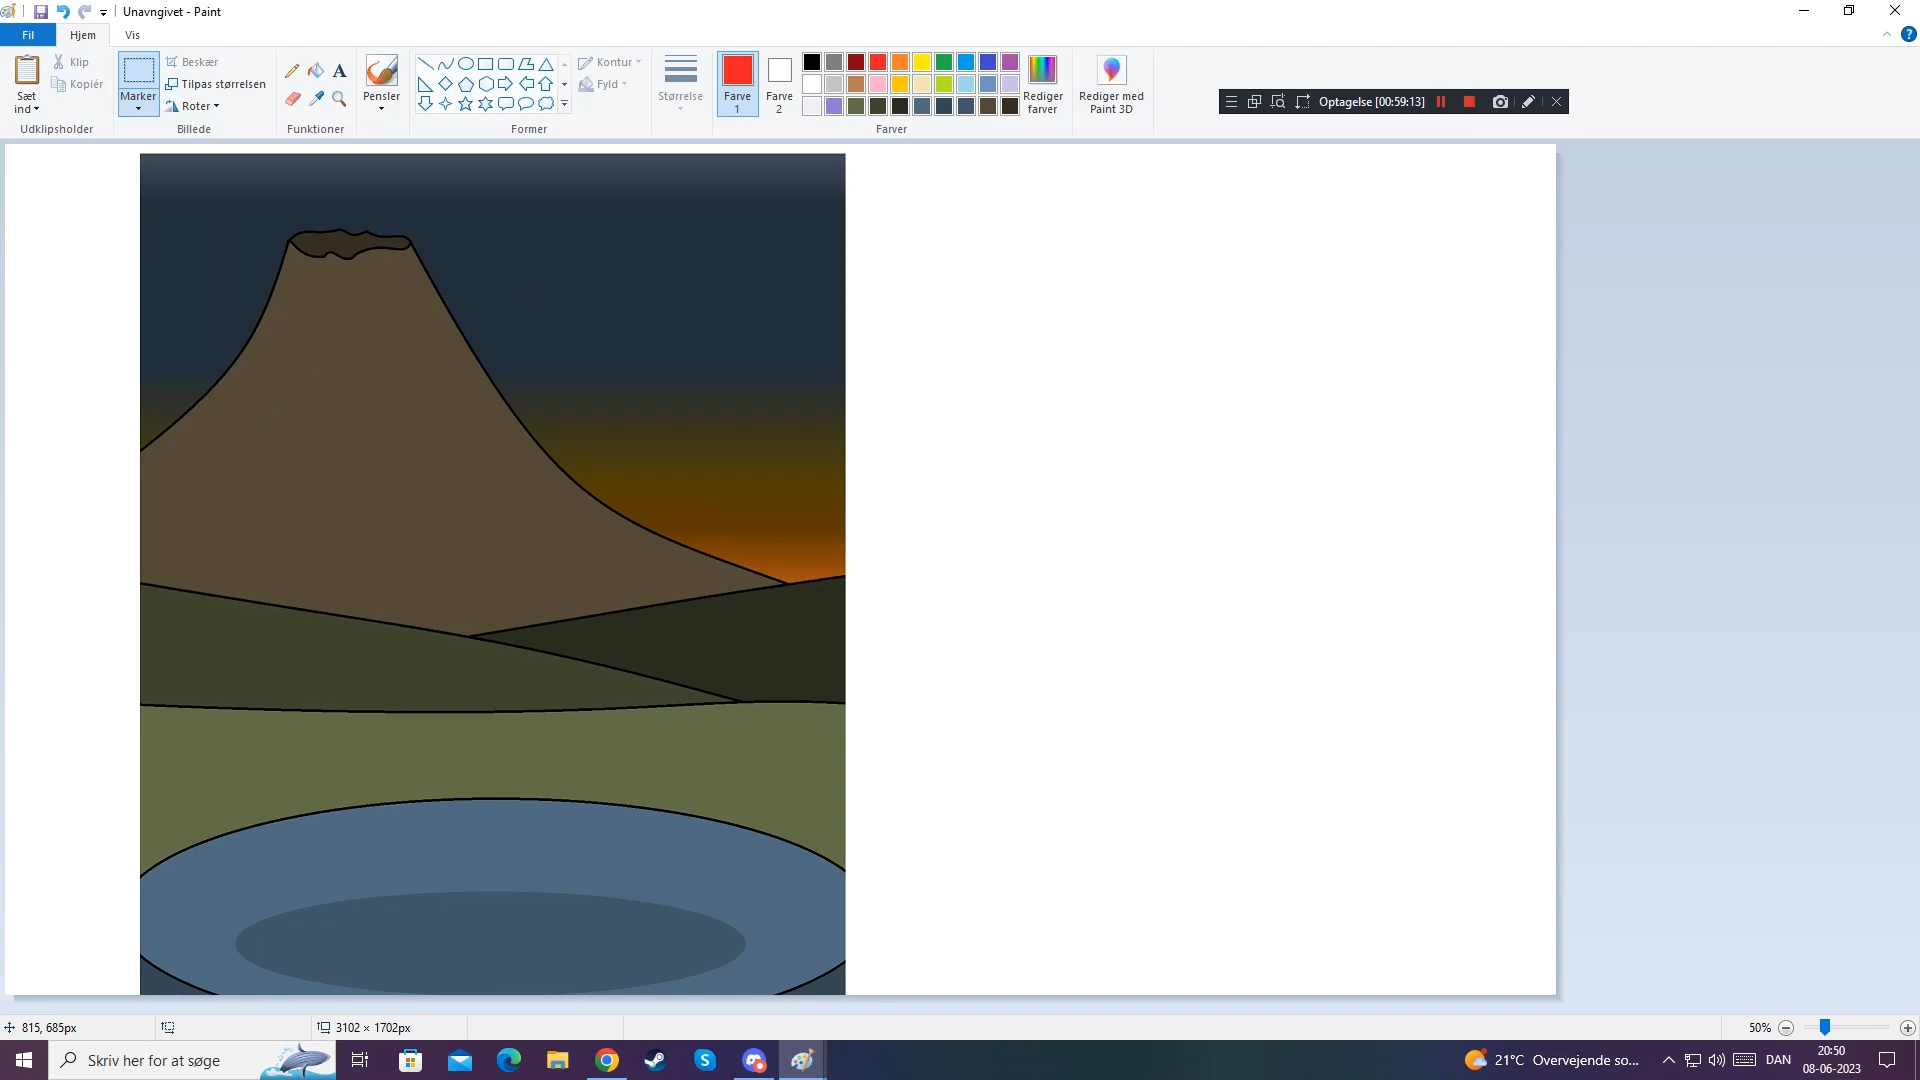 Unavngivet - Paint
Fil Hjem Vis
Sæt ind
Klip
Kopiér
Udklipsholder
Marker
Beskær
Tilpas størrelsen
Roter
Billede
A
Funktioner
Pensler
Kontur
Fyld
Former
Størrelse
Farve 1
Farve 2
Rediger farver
Farver
Rediger med Paint 3D
Optagelse [00:59:13]
815, 685px
3102 × 1702px
50%
Skriv her for at søge
21°C Overvejende so...
DAN
20:50
08-06-2023